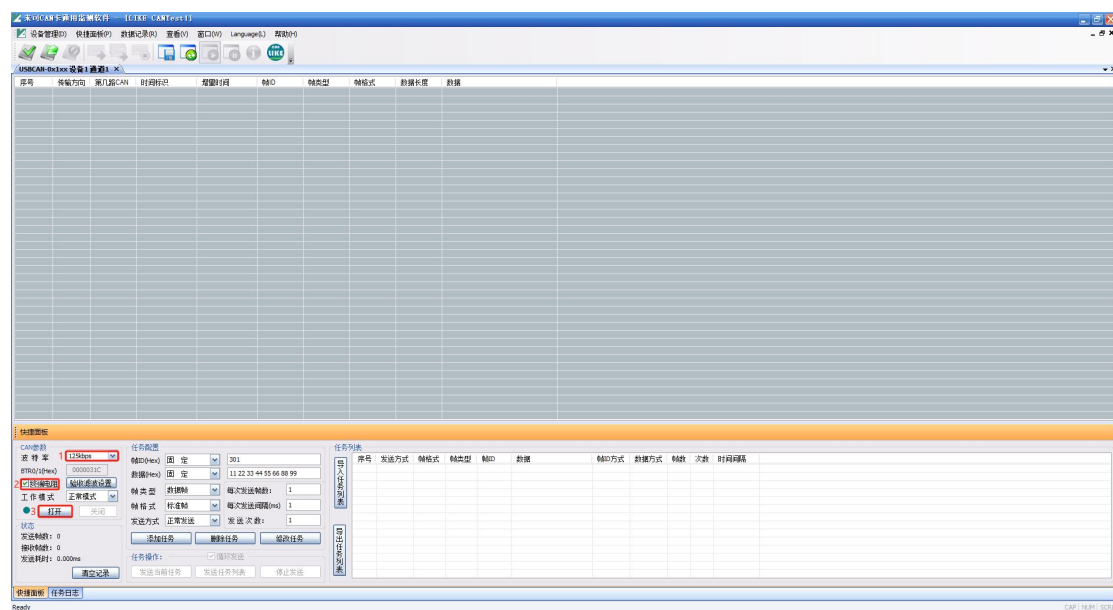 未可CAN卡通用监测软件 - [LIKE CANTest1]
设备管理(D) 快捷面板(P) 数据记录(R) 查看(V) 窗口(W) Language(L) 帮助(H)
LIKE
USBCAN-0x1xx 设备1 通道1 ×
序号 传输方向 第几路CAN 时间标识 增量时间 帧ID 帧类型 帧格式 数据长度 数据
快捷面板
CAN参数
波 特 率 1 125kbps
BTR0/1(Hex) 0000031C
2 终端电阻 验收滤波设置
工作模式 正常模式
3 打开 关闭
状态
发送帧数: 0
接收帧数: 0
发送耗时: 0.000ms
清空记录
任务配置
帧ID(Hex) 固 定 301
数据(Hex) 固 定 11 22 33 44 55 66 88 99
帧 类 型 数据帧 每次发送帧数: 1
帧 格 式 标准帧 每次发送间隔(ms) 1
发送方式 正常发送 发 送 次 数: 1
添加任务 删除任务 修改任务
任务操作: 循环发送
发送当前任务 发送任务列表 停止发送
任务列表
导入任务列表
导出任务列表
序号 发送方式 帧格式 帧类型 帧ID 数据 帧ID方式 数据方式 帧数 次数 时间间隔
快捷面板 任务日志
Ready
CAP NUM SCRL